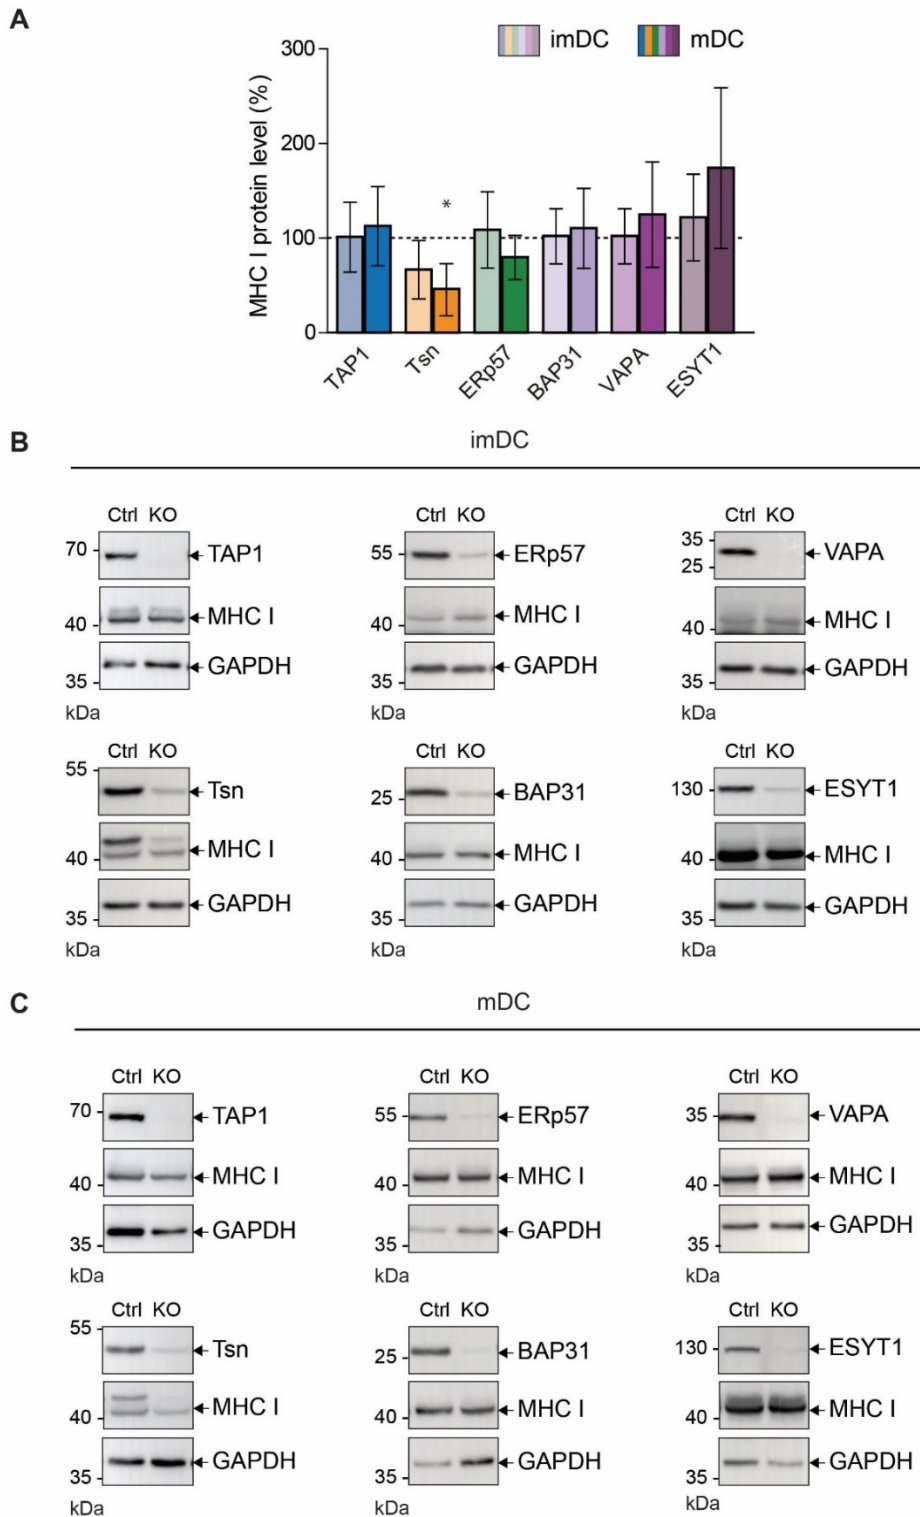 A
300
imDC
mDC
200
100
0
MHC I protein level (%)
*
TAP1
Tsn
ERp57
BAP31
VAPA
ESYT1
B
imDC
Ctrl KO
70
TAP1
40
MHC I
35
GAPDH
kDa
Ctrl KO
55
ERp57
40
MHC I
35
GAPDH
kDa
Ctrl KO
35
25
VAPA
40
MHC I
35
GAPDH
kDa
Ctrl KO
55
Tsn
40
MHC I
35
GAPDH
kDa
Ctrl KO
25
BAP31
40
MHC I
35
GAPDH
kDa
Ctrl KO
130
ESYT1
40
MHC I
35
GAPDH
kDa
C
mDC
Ctrl KO
70
TAP1
40
MHC I
35
GAPDH
kDa
Ctrl KO
55
ERp57
40
MHC I
35
GAPDH
kDa
Ctrl KO
35
VAPA
40
MHC I
35
GAPDH
kDa
Ctrl KO
55
Tsn
40
MHC I
35
GAPDH
kDa
Ctrl KO
25
BAP31
40
MHC I
35
GAPDH
kDa
Ctrl KO
130
ESYT1
40
MHC I
35
GAPDH
kDa